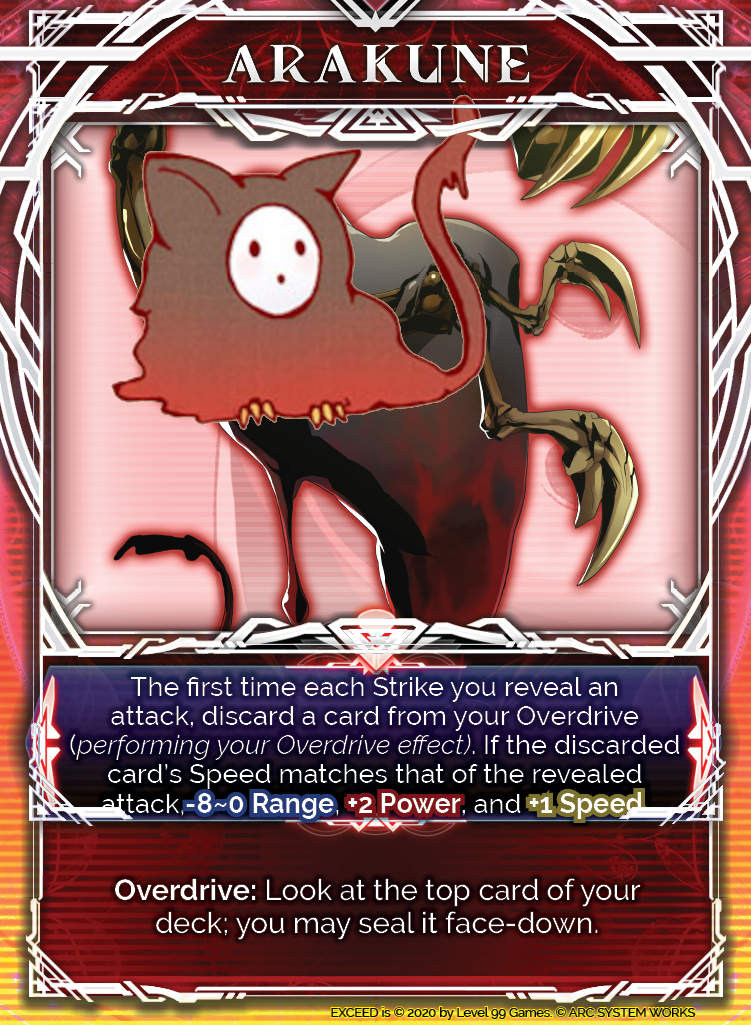 ARAKUNE
The first time each Strike you reveal an
attack, discard a card from your Overdrive
(performing your Overdrive effect). If the discarded
card's Speed matches that of the revealed
attack, -8~0 Range, +2 Power, and +1 Speed
Overdrive: Look at the top card of your
deck; you may seal it face-down.
EXCEED is © 2020 by Level 99 Games. © ARC SYSTEM WORKS